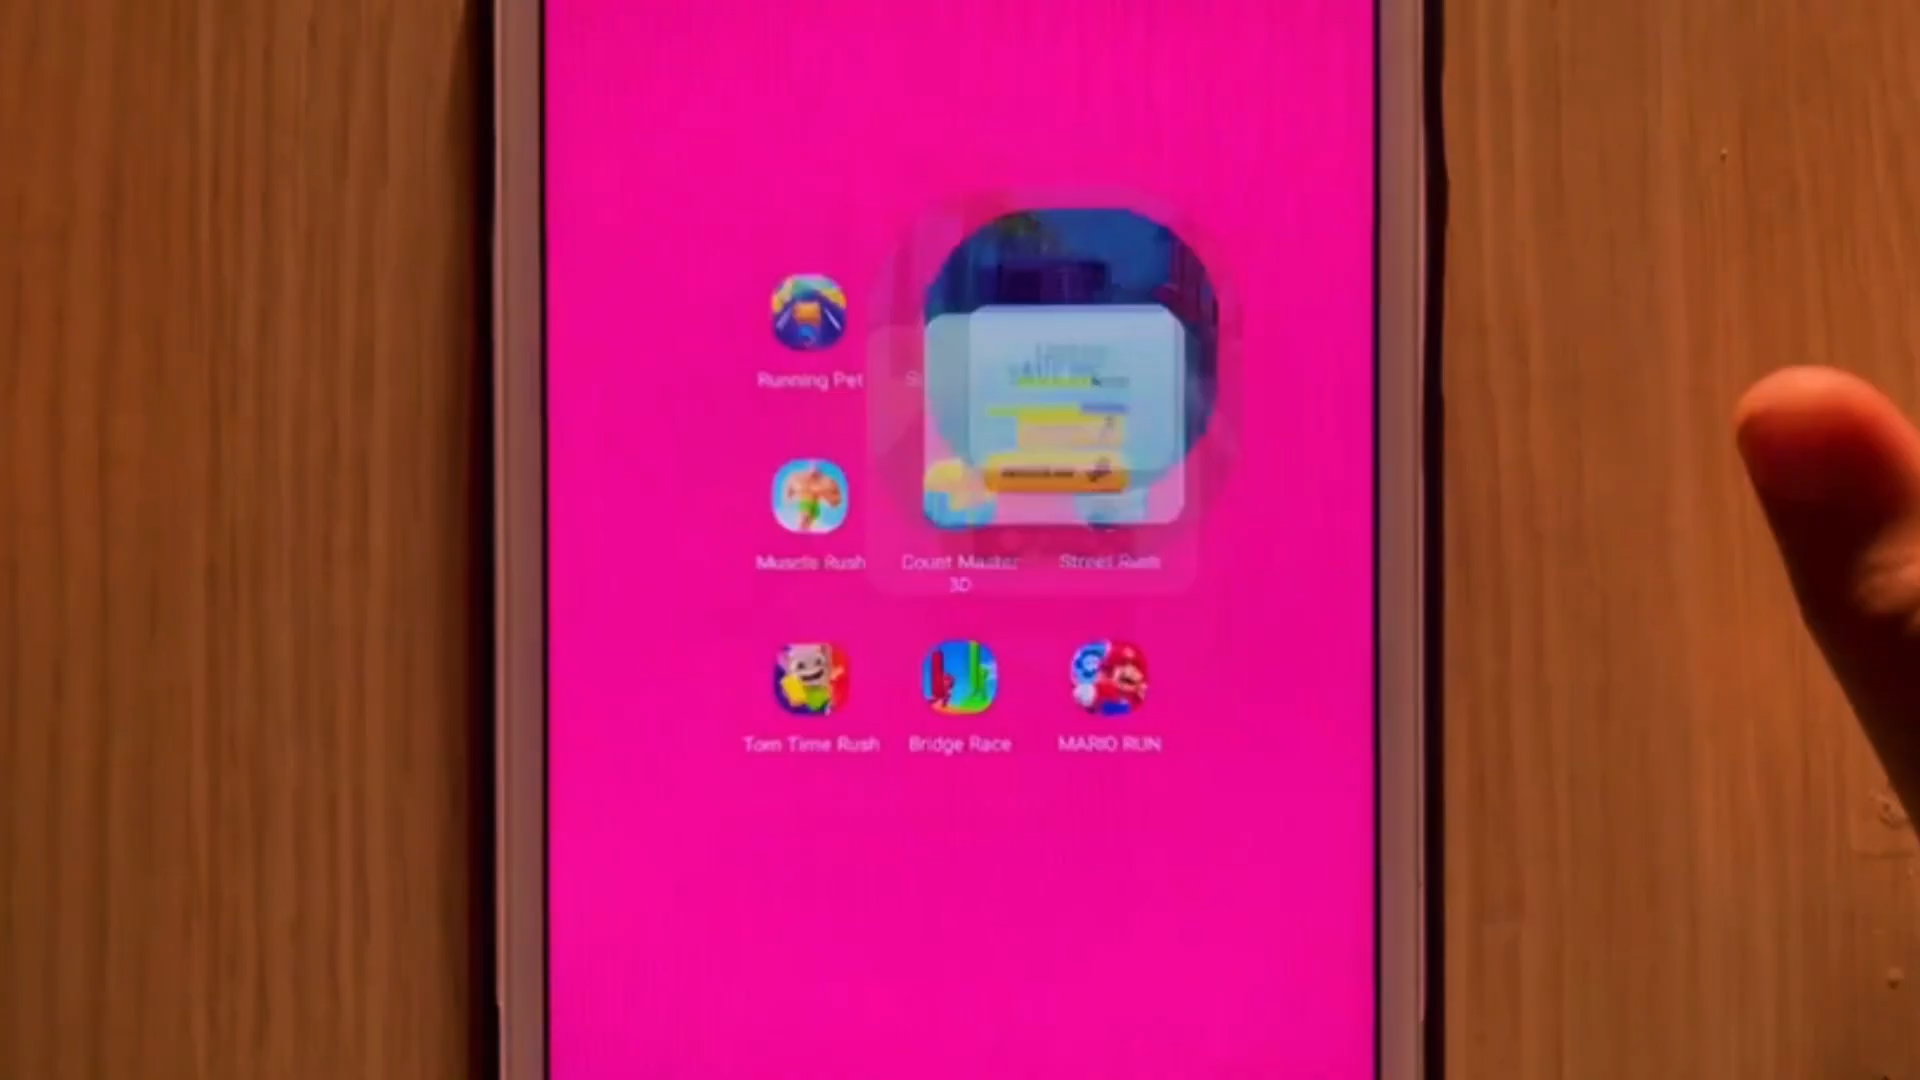 Running Pet
Muscle Rush
Count Master
3D
Street Rush
Tom Time Rush
Bridge Race
MARIO RUN